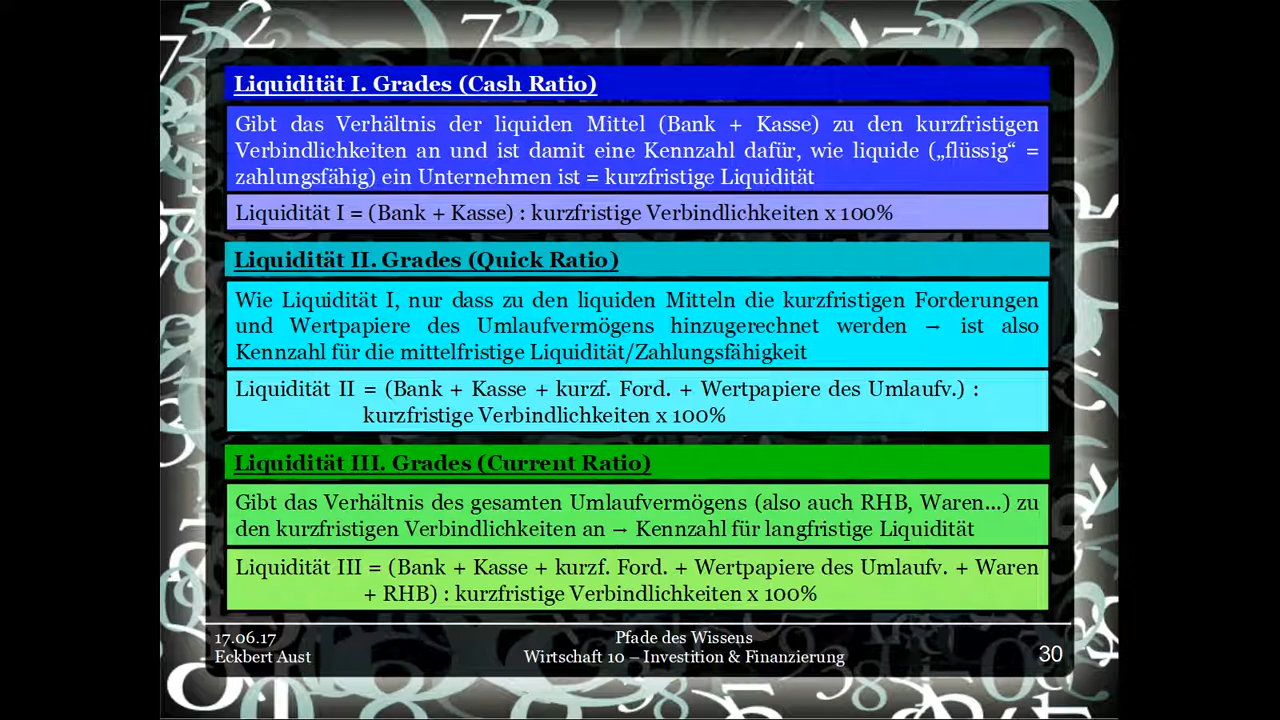 Liquidität I. Grades (Cash Ratio)
Gibt das Verhältnis der liquiden Mittel (Bank + Kasse) zu den kurzfristigen
Verbindlichkeiten an und ist damit eine Kennzahl dafür, wie liquide („flüssig“ =
zahlungsfähig) ein Unternehmen ist = kurzfristige Liquidität
Liquidität I = (Bank + Kasse) : kurzfristige Verbindlichkeiten x 100%
Liquidität II. Grades (Quick Ratio)
Wie Liquidität I, nur dass zu den liquiden Mitteln die kurzfristigen Forderungen
und Wertpapiere des Umlaufvermögens hinzugerechnet werden → ist also
Kennzahl für die mittelfristige Liquidität/Zahlungsfähigkeit
Liquidität II = (Bank + Kasse + kurzf. Ford. + Wertpapiere des Umlaufv.) :
kurzfristige Verbindlichkeiten x 100%
Liquidität III. Grades (Current Ratio)
Gibt das Verhältnis des gesamten Umlaufvermögens (also auch RHB, Waren...) zu
den kurzfristigen Verbindlichkeiten an → Kennzahl für langfristige Liquidität
Liquidität III = (Bank + Kasse + kurzf. Ford. + Wertpapiere des Umlaufv. + Waren
+ RHB) : kurzfristige Verbindlichkeiten x 100%
17.06.17
Eckbert Aust
Pfade des Wissens
Wirtschaft 10 – Investition & Finanzierung
30